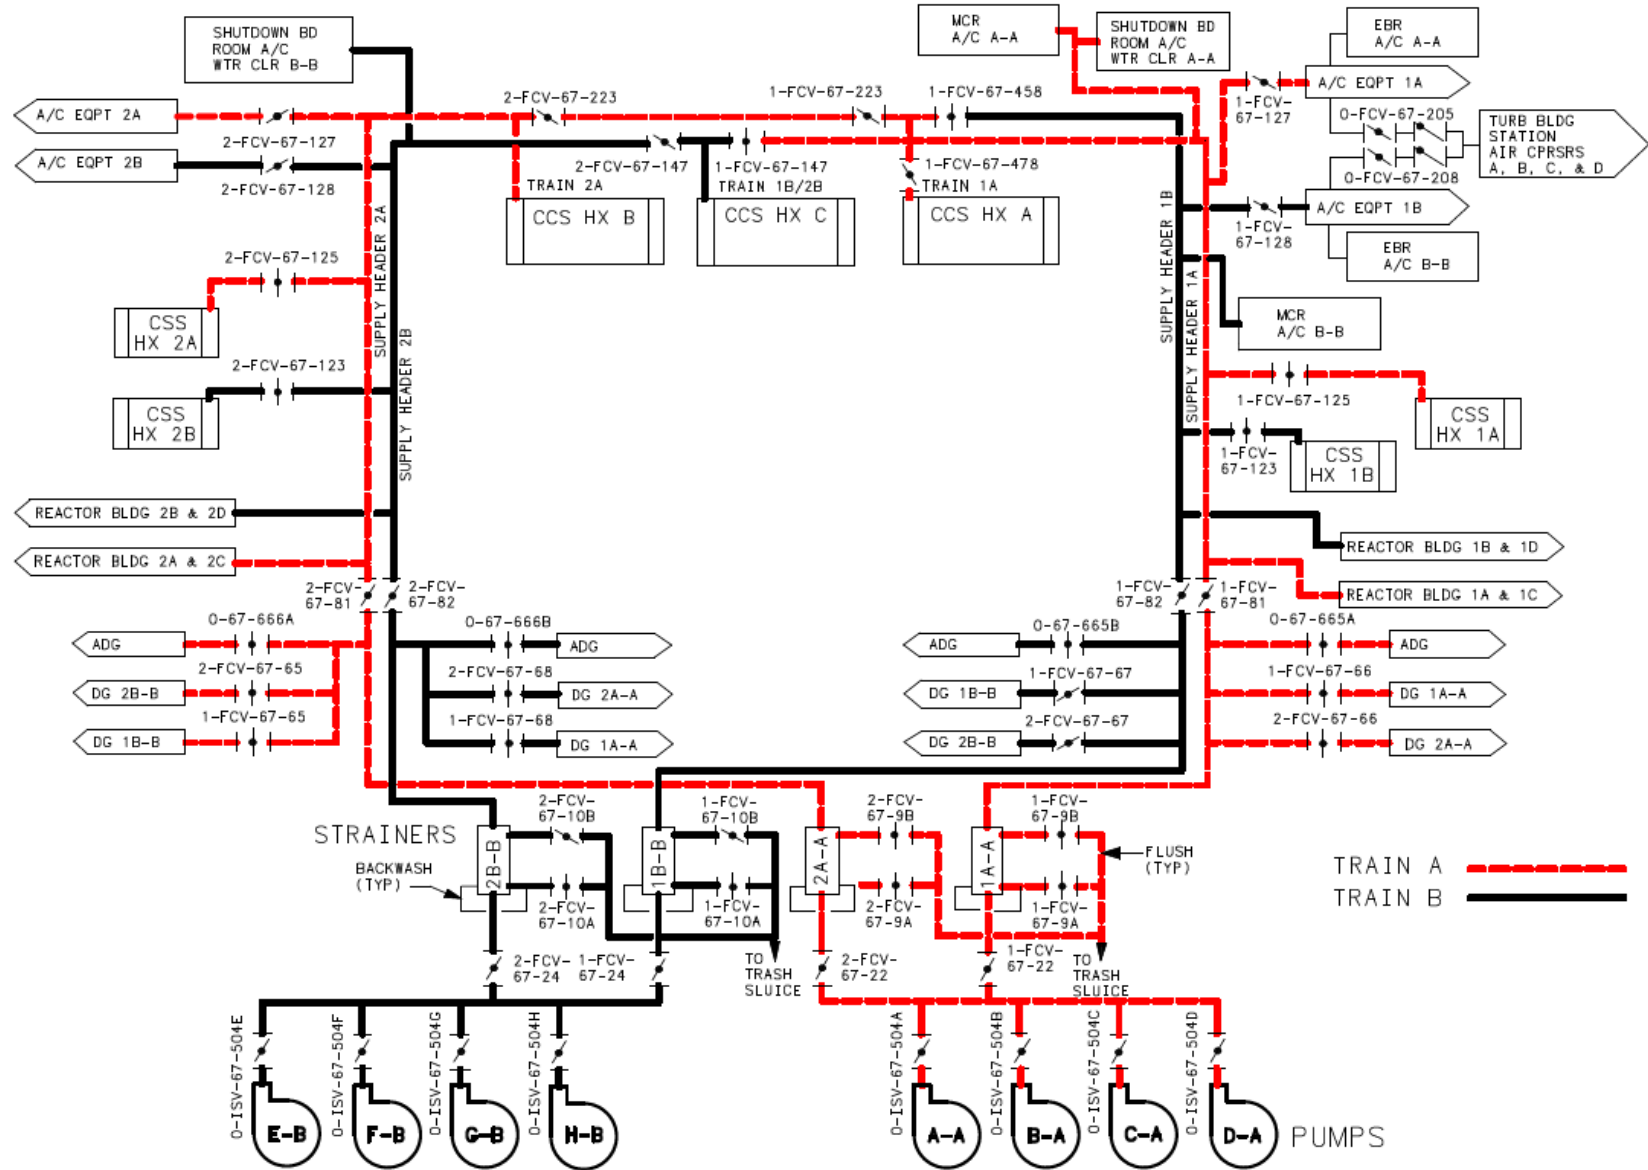 SHUTDOWN BD
ROOM A/C
WTR CLR B-B
MCR
A/C A-A
SHUTDOWN BD
ROOM A/C
WTR CLR A-A
EBR
A/C A-A
A/C EQPT 2A
2-FCV-67-127
2-FCV-67-223
1-FCV-67-223
1-FCV-67-458
1-FCV-
67-127
A/C EQPT 1A
0-FCV-67-205
TURB BLDG
STATION
AIR CPRSRS
A, B, C, & D
A/C EQPT 2B
2-FCV-67-128
2-FCV-67-147
1-FCV-67-147
1-FCV-67-478
0-FCV-67-208
TRAIN 2A
TRAIN 1B/2B
TRAIN 1A
CCS HX B
CCS HX C
CCS HX A
A/C EQPT 1B
1-FCV-
67-128
EBR
A/C B-B
SUPPLY HEADER 2A
SUPPLY HEADER 2B
SUPPLY HEADER 1B
SUPPLY HEADER 1A
2-FCV-67-125
CSS
HX 2A
MCR
A/C B-B
2-FCV-67-123
CSS
HX 2B
1-FCV-67-125
CSS
HX 1A
1-FCV-
67-123
CSS
HX 1B
REACTOR BLDG 2B & 2D
REACTOR BLDG 2A & 2C
REACTOR BLDG 1B & 1D
REACTOR BLDG 1A & 1C
2-FCV-
67-81
2-FCV-
67-82
1-FCV-
67-82
1-FCV-
67-81
0-67-666A
ADG
0-67-666B
ADG
ADG
0-67-665B
0-67-665A
ADG
2-FCV-67-65
DG 2B-B
2-FCV-67-68
DG 2A-A
DG 1B-B
1-FCV-67-67
1-FCV-67-66
DG 1A-A
1-FCV-67-65
DG 1B-B
1-FCV-67-68
DG 1A-A
DG 2B-B
2-FCV-67-67
2-FCV-67-66
DG 2A-A
STRAINERS
BACKWASH
(TYP)
2B-B
2-FCV-
67-10B
2-FCV-
67-10A
1B-B
1-FCV-
67-10B
1-FCV-
67-10A
2A-A
2-FCV-
67-9B
2-FCV-
67-9A
1A-A
1-FCV-
67-9B
1-FCV-
67-9A
FLUSH
(TYP)
TRAIN A
TRAIN B
2-FCV-
67-24
1-FCV-
67-24
TO
TRASH
SLUICE
2-FCV-
67-22
1-FCV-
67-22
TO
TRASH
SLUICE
0-ISV-67-504E
0-ISV-67-504F
0-ISV-67-504G
0-ISV-67-504H
0-ISV-67-504A
0-ISV-67-504B
0-ISV-67-504C
0-ISV-67-504D
E-B
F-B
G-B
H-B
A-A
B-A
C-A
D-A
PUMPS